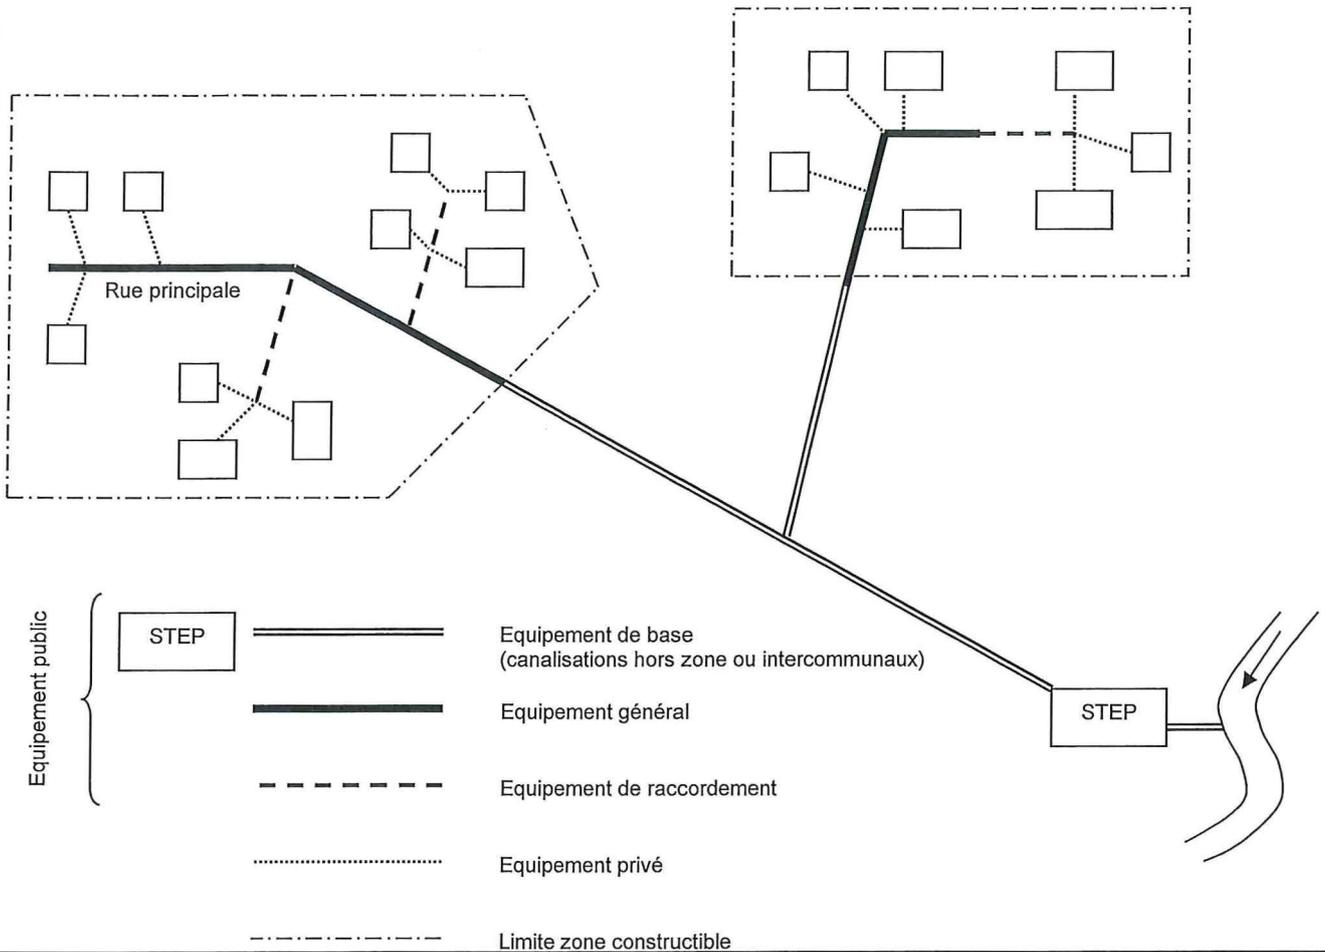 Rue principale
Equipement public
STEP
Equipement de base
(canalisations hors zone ou intercommunaux)
Equipement général
STEP
Equipement de raccordement
Equipement privé
Limite zone constructible